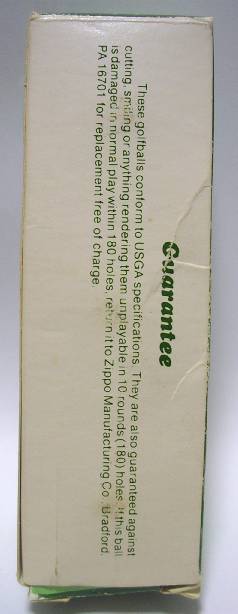 Guarantee
These golfballs conform to USGA specifications. They are also guaranteed against
cutting, smiling or anything rendering them unplayable in 10 rounds (180) holes. If this ball
is damaged in normal play within 180 holes, return it to Zippo Manufacturing Co. Bradford,
PA 16701 for replacement free of charge.